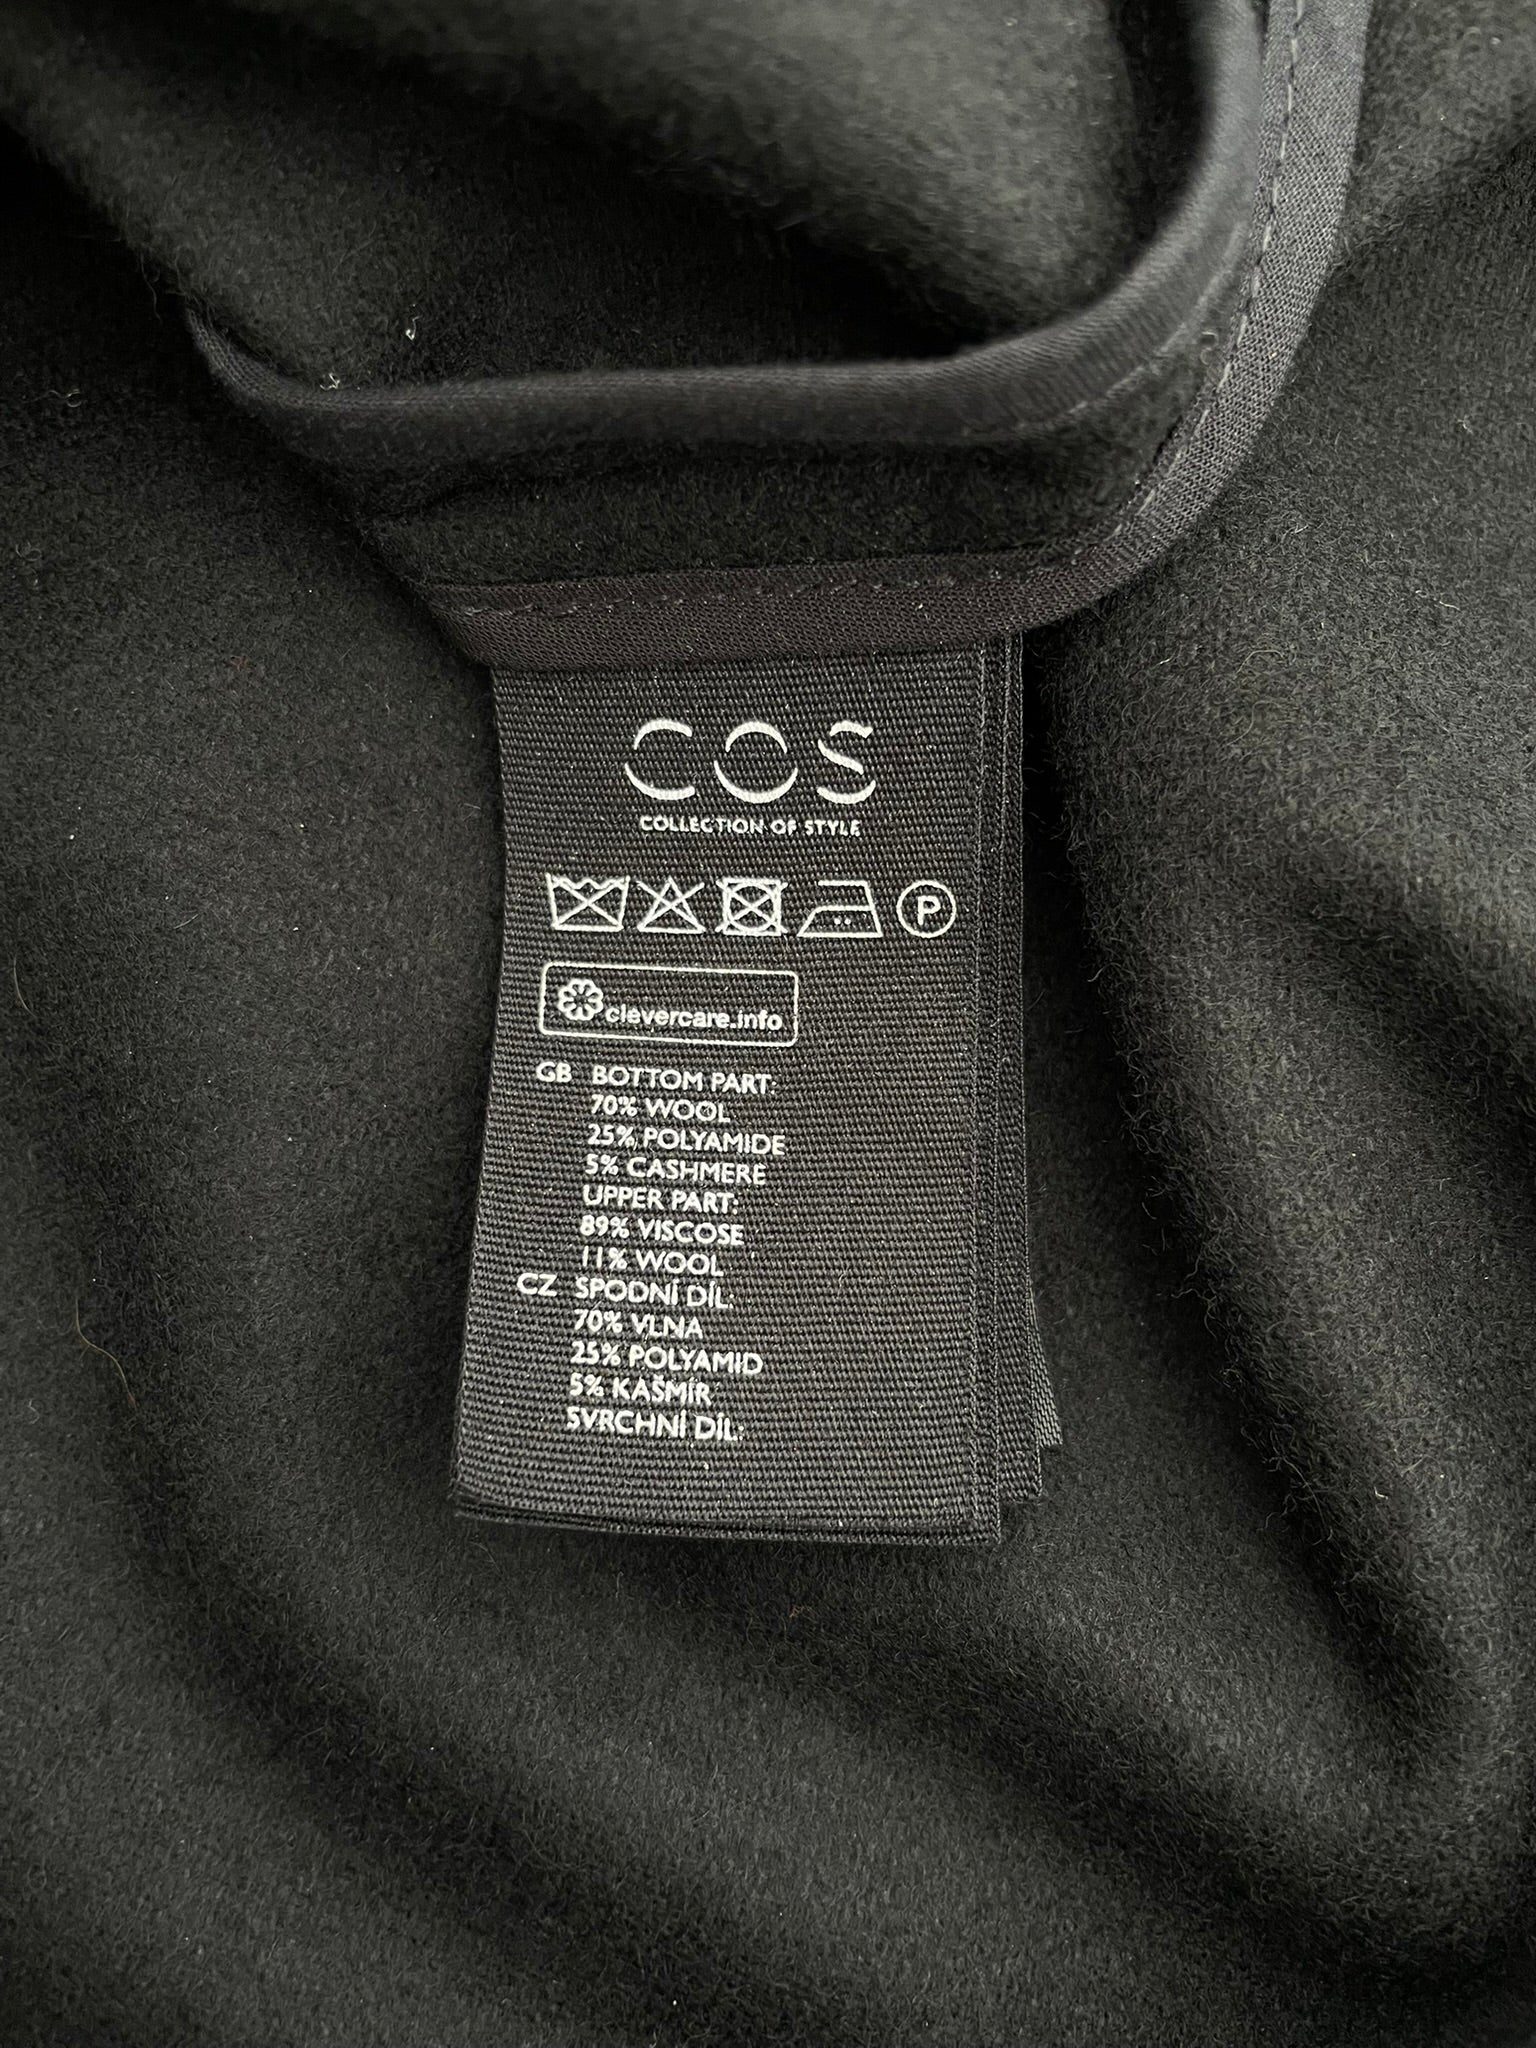 COS
COLLECTION OF STYLE
P
clevercare.info
GB BOTTOM PART:
70% WOOL
25% POLYAMIDE
5% CASHMERE
UPPER PART:
89% VISCOSE
11% WOOL
CZ SPODNÍ DÍL:
70% VLNA
25% POLYAMID
5% KAŠMÍR
SVRCHNÍ DÍL: